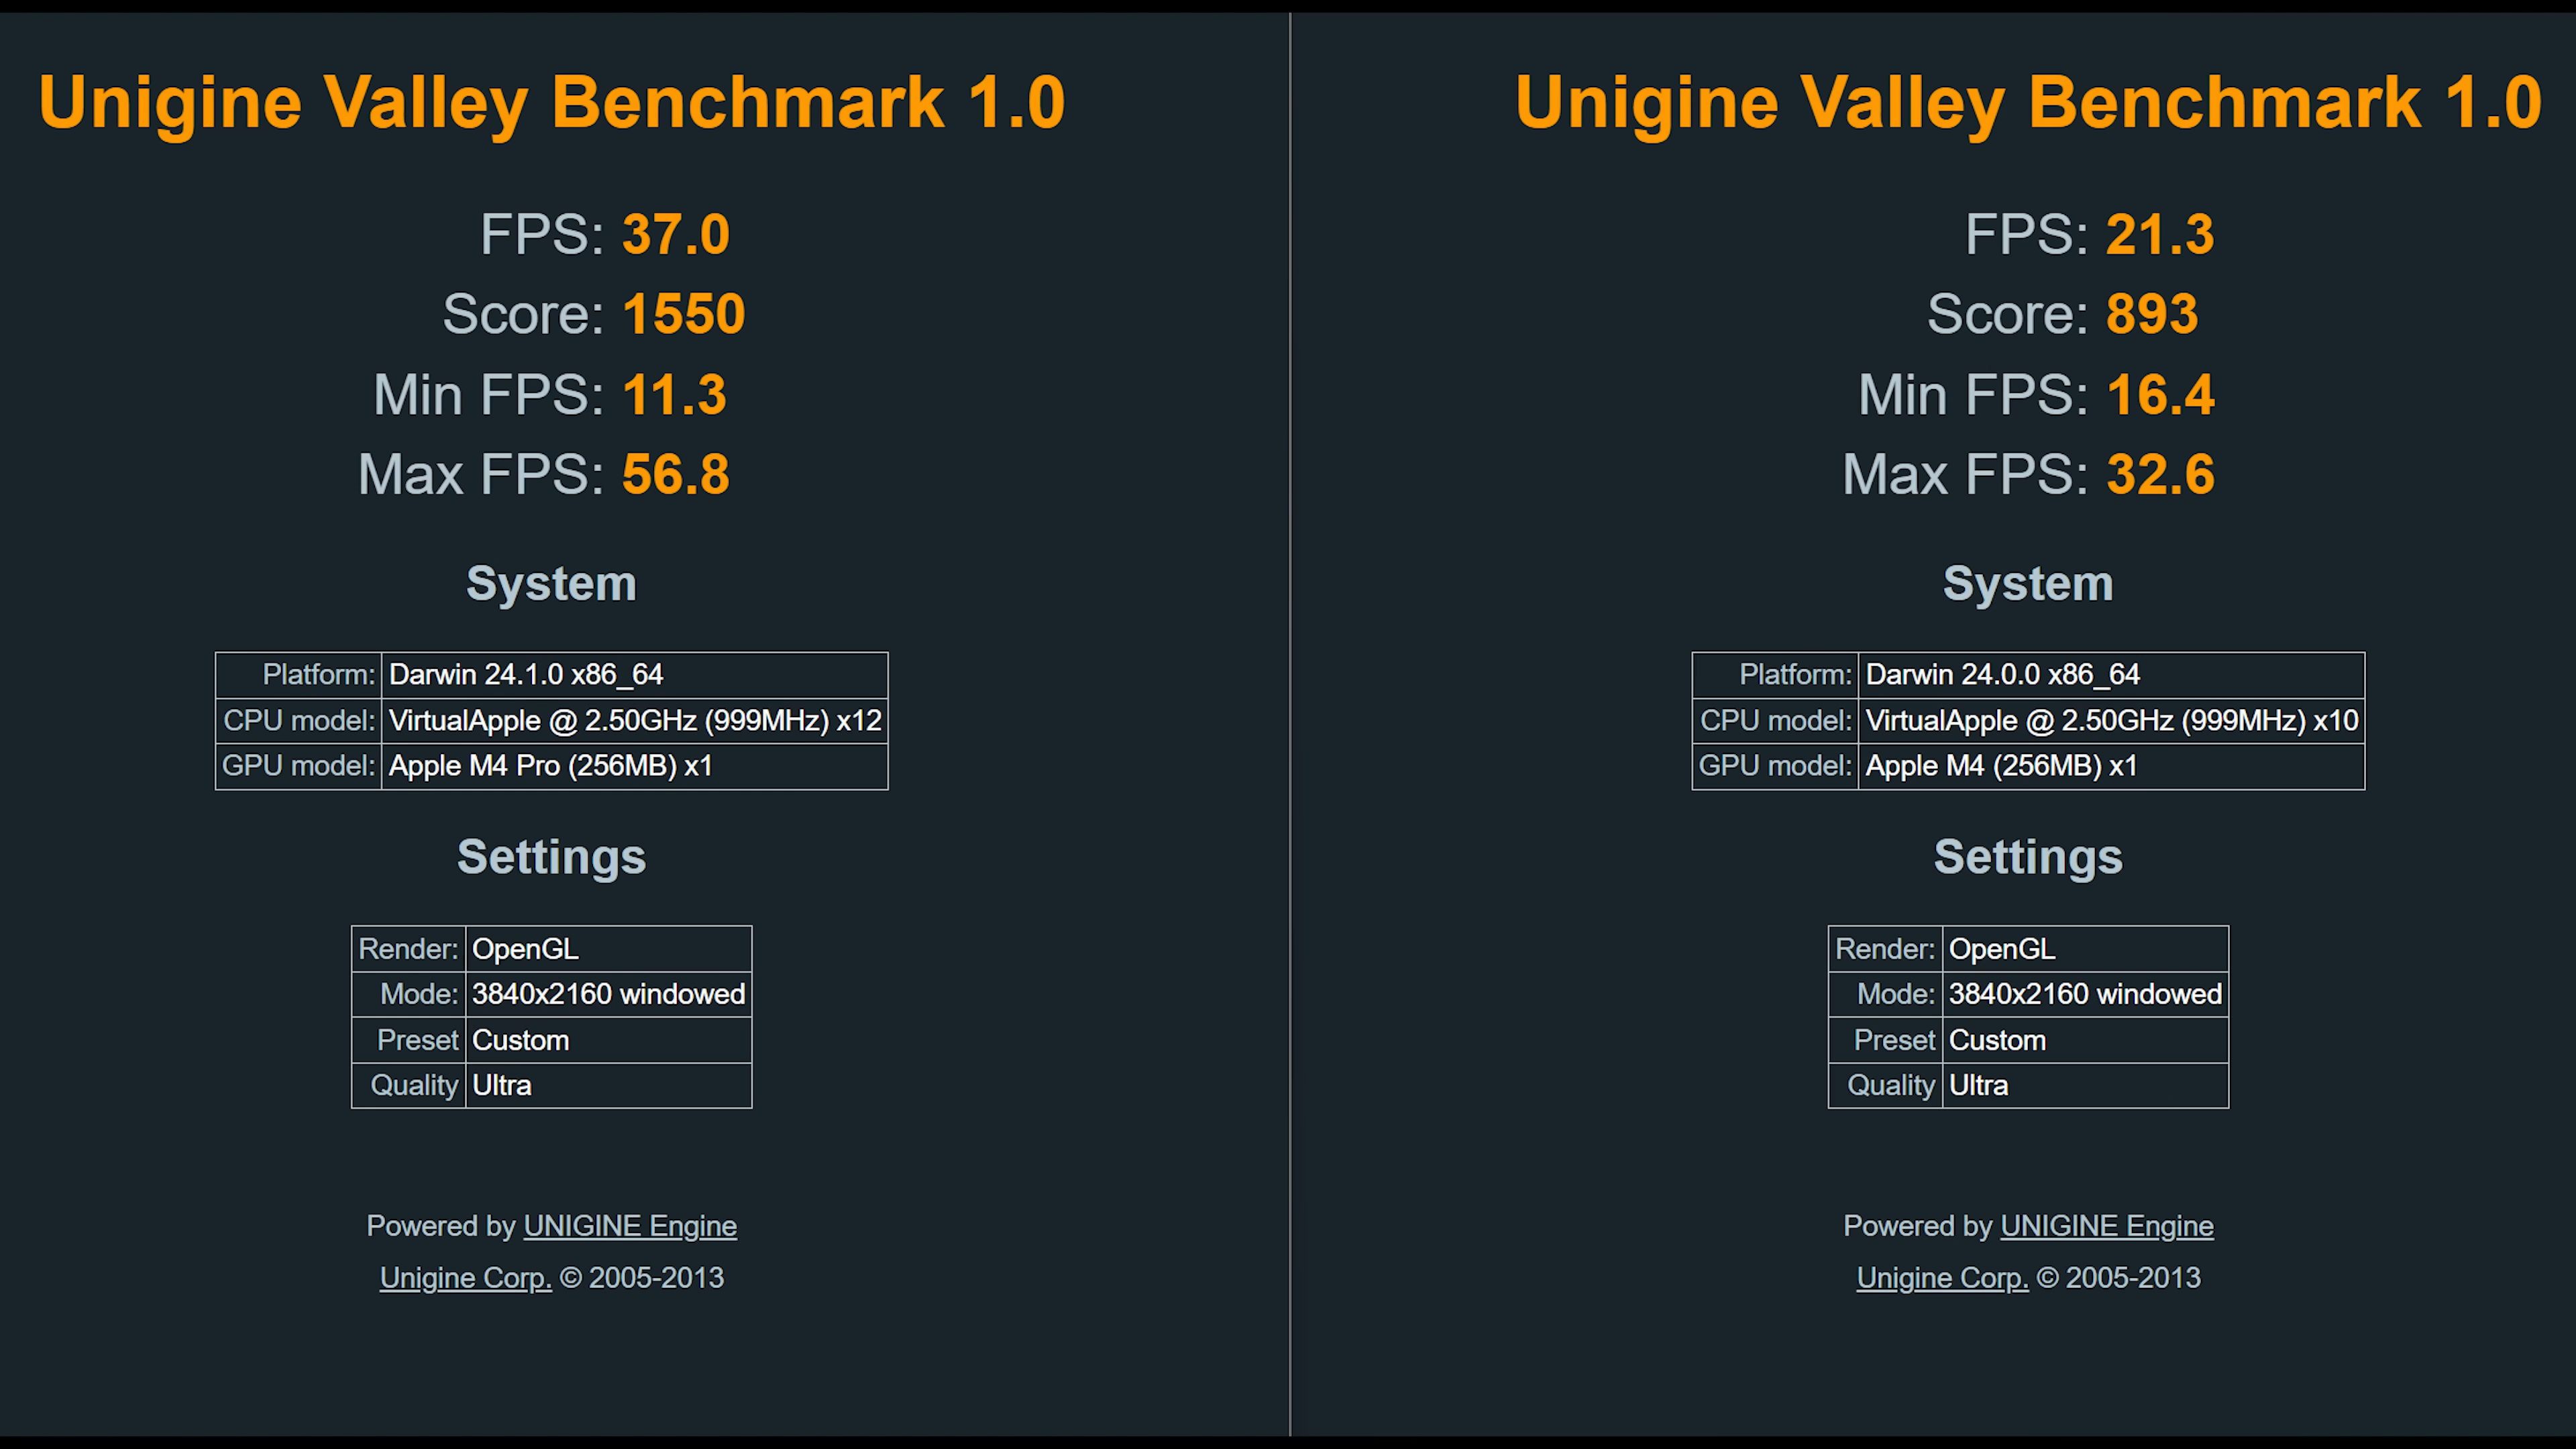 Unigine Valley Benchmark 1.0
FPS: 37.0
Score: 1550
Min FPS: 11.3
Max FPS: 56.8
System
Platform: Darwin 24.1.0 x86_64
CPU model: VirtualApple @ 2.50GHz (999MHz) x12
GPU model: Apple M4 Pro (256MB) x1
Settings
Render: OpenGL
Mode: 3840x2160 windowed
Preset Custom
Quality Ultra
Powered by UNIGINE Engine
Unigine Corp. © 2005-2013
Unigine Valley Benchmark 1.0
FPS: 21.3
Score: 893
Min FPS: 16.4
Max FPS: 32.6
System
Platform: Darwin 24.0.0 x86_64
CPU model: VirtualApple @ 2.50GHz (999MHz) x10
GPU model: Apple M4 (256MB) x1
Settings
Render: OpenGL
Mode: 3840x2160 windowed
Preset Custom
Quality Ultra
Powered by UNIGINE Engine
Unigine Corp. © 2005-2013